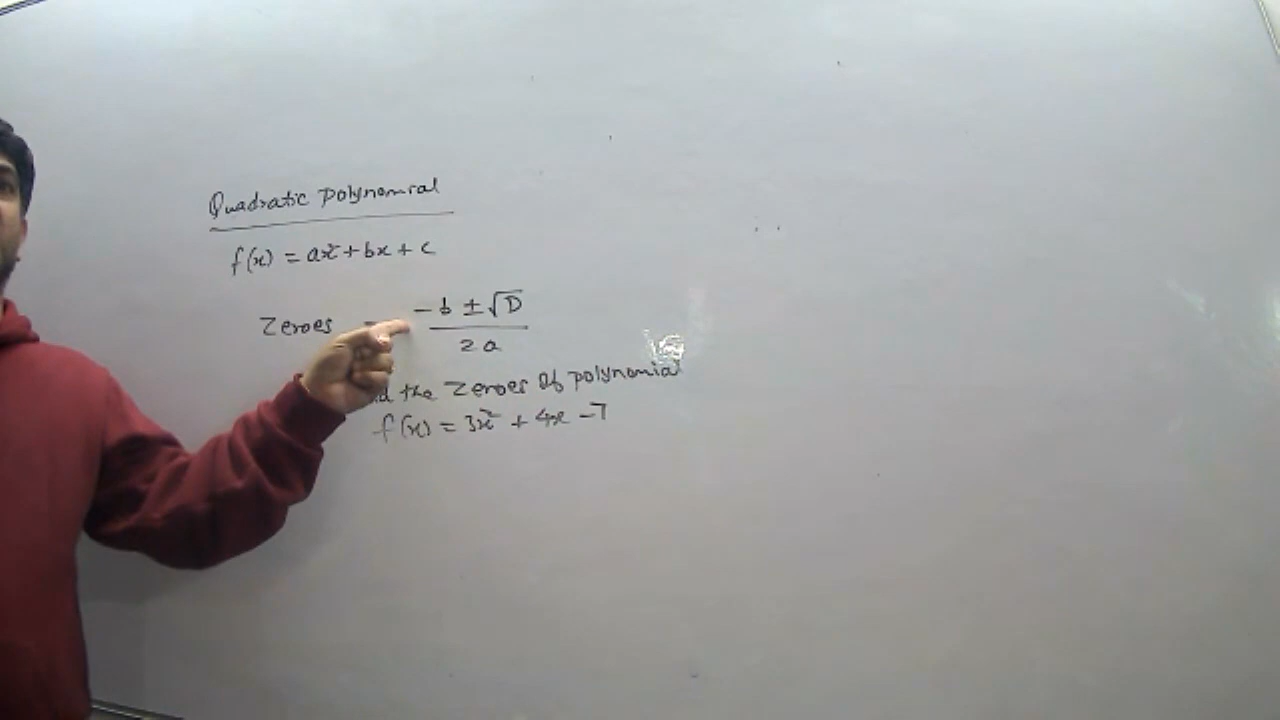 Quadratic Polynomial
f(x) = ax² + bx + c
Zeroes = -b ± √D / 2a
the Zeroes of polynomial
f(x) = 3x² + 4x - 7